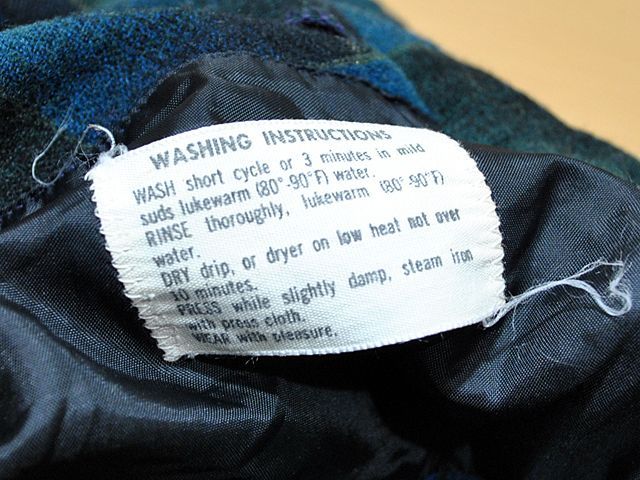 WASHING INSTRUCTIONS
WASH short cycle or 3 minutes in mild
suds lukewarm (80°-90°F) water.
RINSE thoroughly, lukewarm (80°-90°F)
water.
DRY drip, or dryer on low heat not over
10 minutes.
PRESS while slightly damp, steam iron
with press cloth.
WEAR with pleasure.